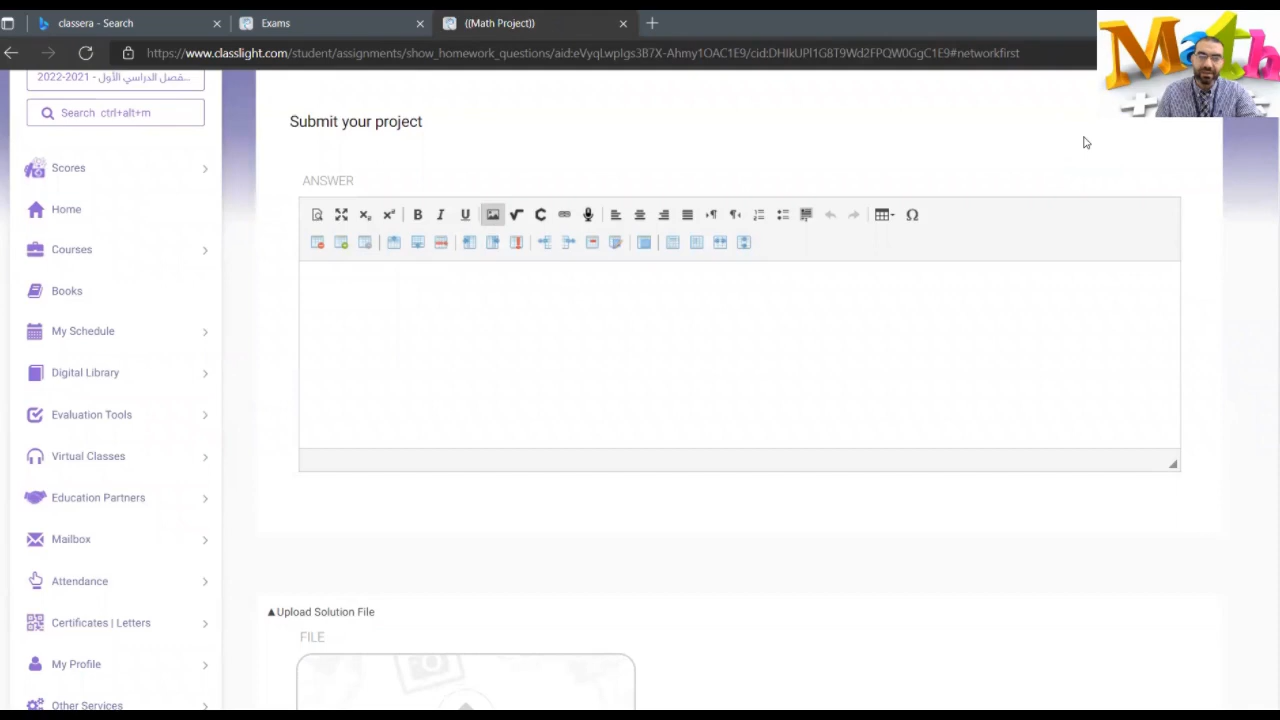 classera - Search
Exams
((Math Project))
https://www.classlight.com/student/assignments/show_homework_questions/aid:eVyqLwpIgs3B7X-Ahmy1OAC1E9/cid:DHIkUPl1G8T9Wd2FPQW0GgC1E9#networkfirst
Math
...فصل الدراسي الأول - 2021-2022
Search ctrl+alt+m
Submit your project
Scores
ANSWER
Home
Courses
Books
My Schedule
Digital Library
Evaluation Tools
Virtual Classes
Education Partners
Mailbox
Attendance
▲Upload Solution File
Certificates | Letters
FILE
My Profile
Other Services